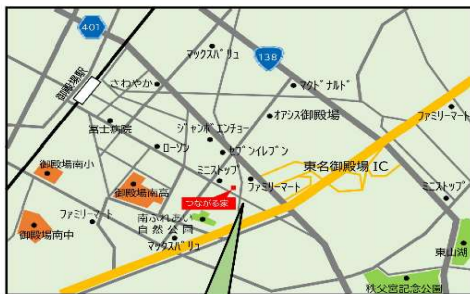 401
マックスバリュ
138
御殿場駅
さわやか
マクドナルド
ファミリーマート
オアシス御殿場
富士病院
ジャンボエンチョー
ローソン
セブンイレブン
東名御殿場 IC
御殿場南小
ミニストップ
御殿場南高
ファミリーマート
ミニストップ
つながる家
ファミリーマート
南ふれあい
自然公園
御殿場南中
マックスバリュ
東山湖
秩父宮記念公園